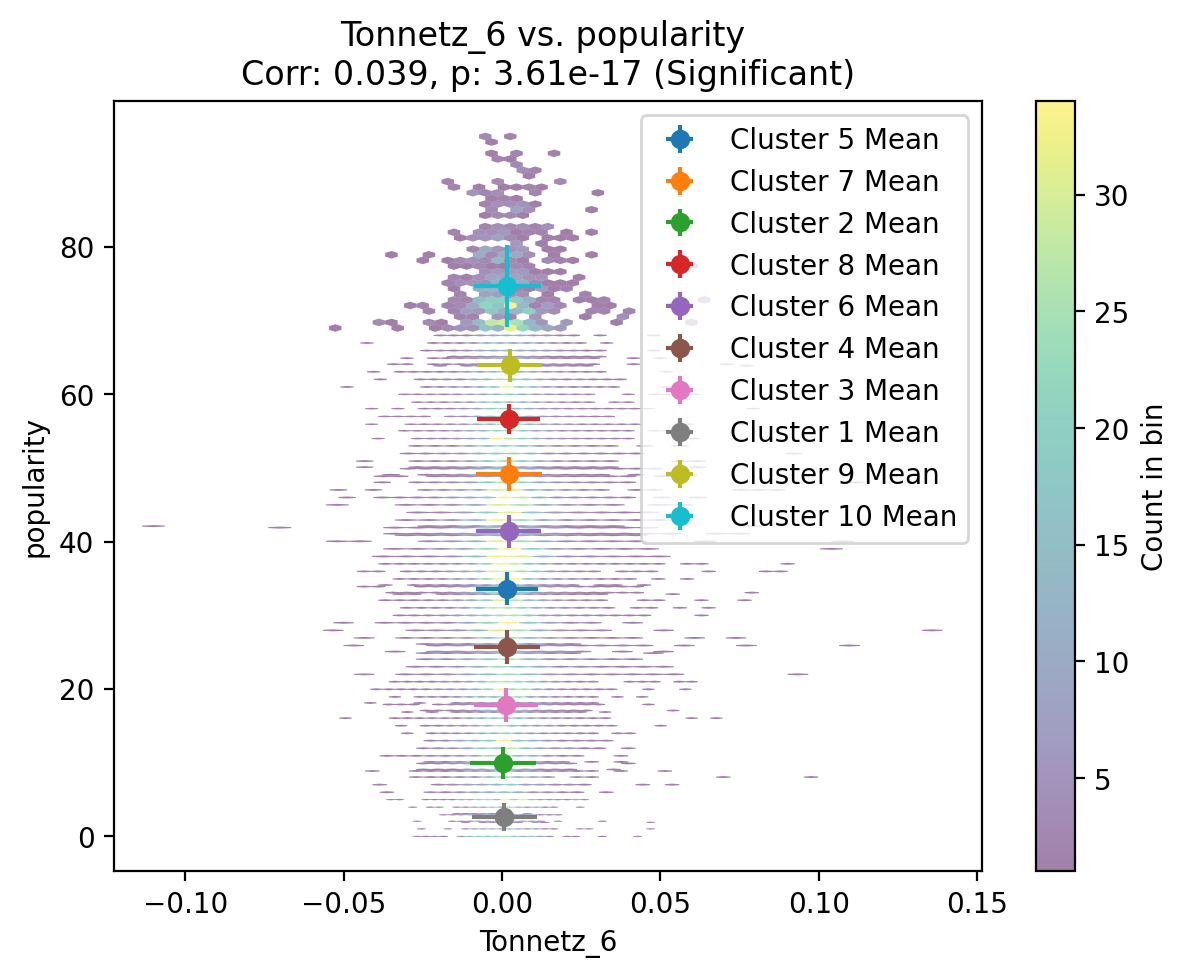 Tonnetz_6 vs. popularity
Corr: 0.039, p: 3.61e-17 (Significant)
Cluster 5 Mean
Cluster 7 Mean
Cluster 2 Mean
Cluster 8 Mean
Cluster 6 Mean
Cluster 4 Mean
Cluster 3 Mean
Cluster 1 Mean
Cluster 9 Mean
Cluster 10 Mean
popularity
80
60
40
20
0
−0.10
−0.05
0.00
0.05
0.10
0.15
Tonnetz_6
30
25
20
15
10
5
Count in bin